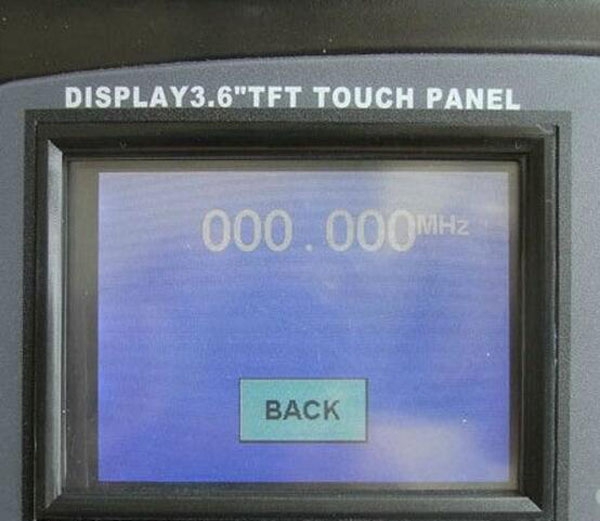 DISPLAY3.6"TFT TOUCH PANEL
000.000MHz
BACK